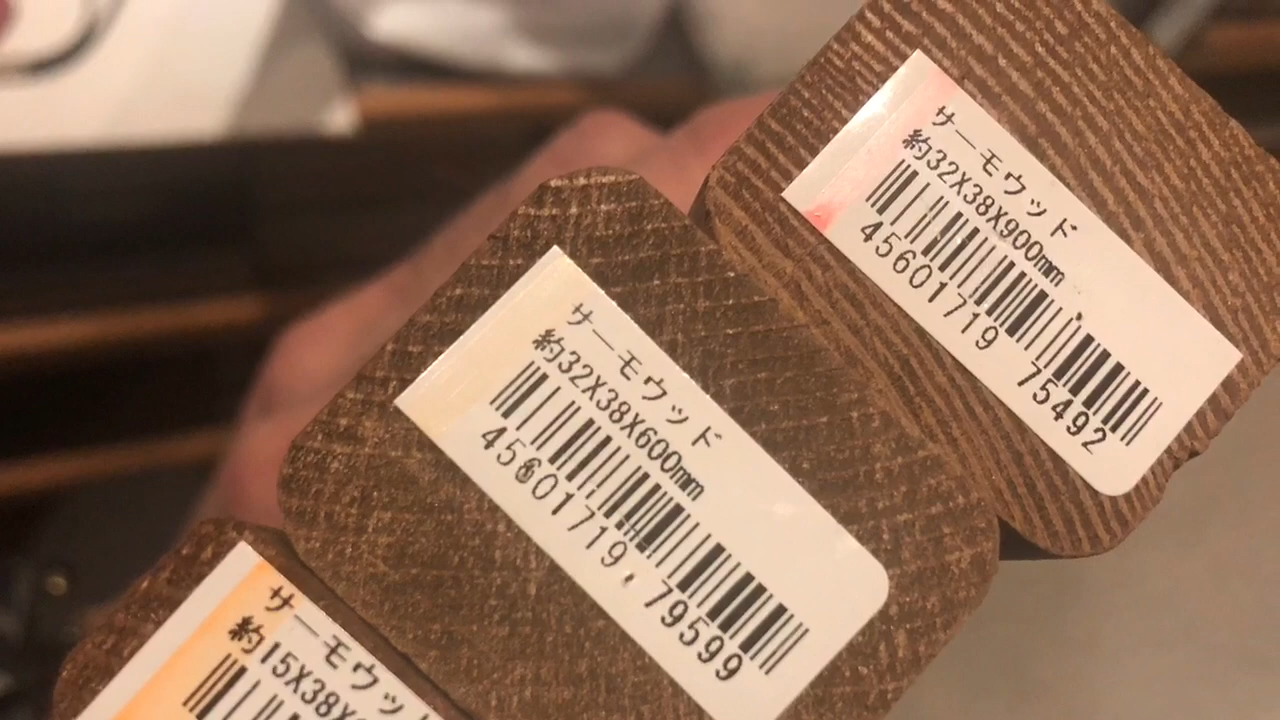 サーモウッド
約32X38X900mm
4560171975492
サーモウッド
約32X38X600mm
4560171979599
サーモウッド
約15X38X